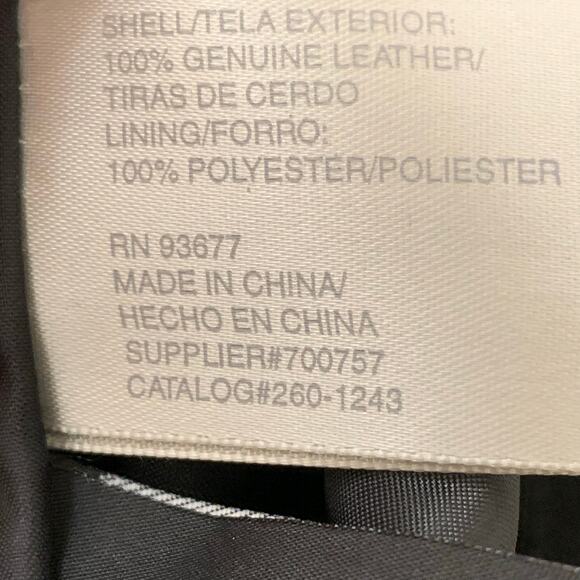 SHELL/TELA EXTERIOR:
100% GENUINE LEATHER/
TIRAS DE CERDO
LINING/FORRO:
100% POLYESTER/POLIESTER
RN 93677
MADE IN CHINA/
HECHO EN CHINA
SUPPLIER#700757
CATALOG#260-1243